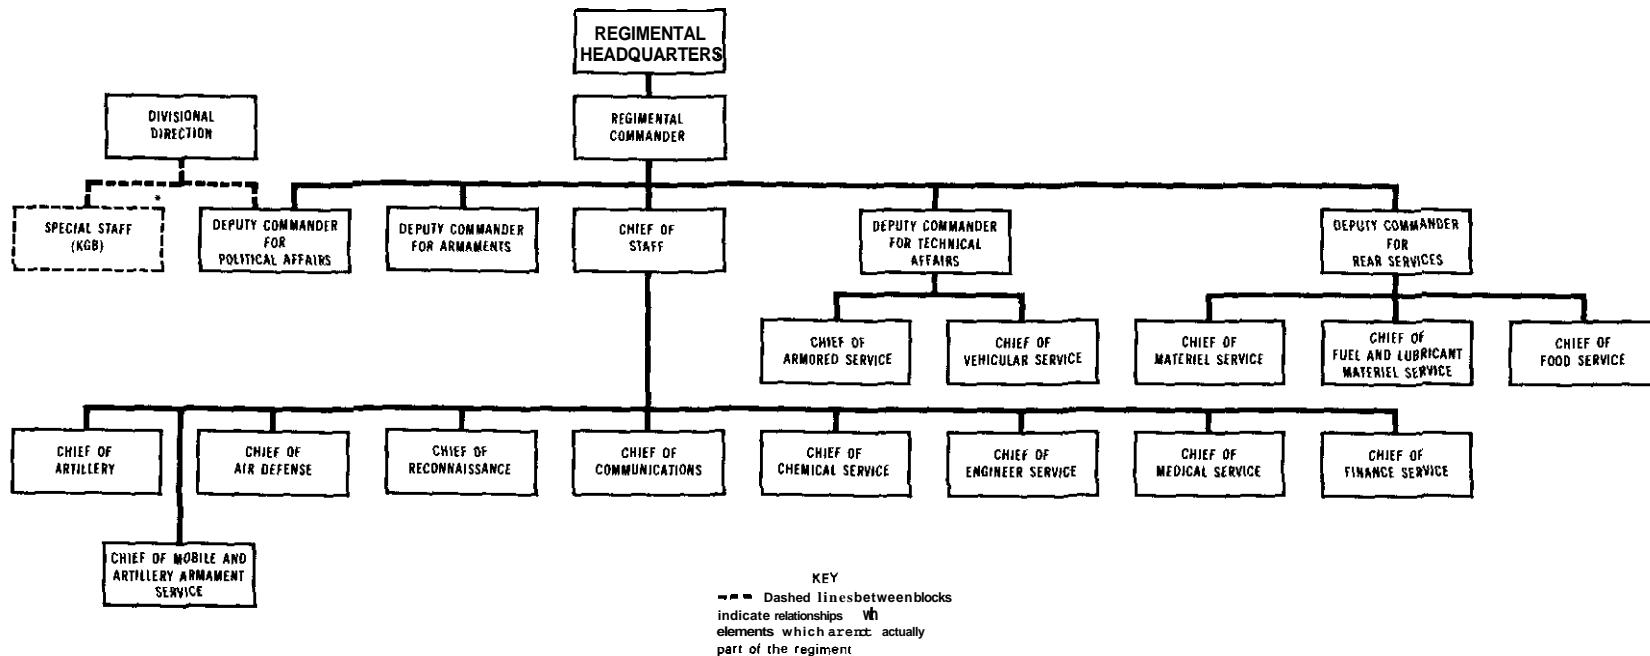 REGIMENTAL
HEADQUARTERS
DIVISIONAL
DIRECTION
REGIMENTAL
COMMANDER
*
SPECIAL STAFF
(KGB)
DEPUTY COMMANDER
FOR
POLITICAL AFFAIRS
DEPUTY COMMANDER
FOR ARMAMENTS
CHIEF OF
STAFF
DEPUTY COMMANDER
FOR TECHNICAL
AFFAIRS
DEPUTY COMMANDER
FOR
REAR SERVICES
CHIEF OF
ARMORED SERVICE
CHIEF OF
VEHICULAR SERVICE
CHIEF OF
MATERIEL SERVICE
CHIEF OF
FUEL AND LUBRICANT
MATERIEL SERVICE
CHIEF OF
FOOD SERVICE
CHIEF OF
ARTILLERY
CHIEF OF
AIR DEFENSE
CHIEF OF
RECONNAISSANCE
CHIEF OF
COMMUNICATIONS
CHIEF OF
CHEMICAL SERVICE
CHIEF OF
ENGINEER SERVICE
CHIEF OF
MEDICAL SERVICE
CHIEF OF
FINANCE SERVICE
CHIEF OF MOBILE AND
ARTILLERY ARMAMENT
SERVICE
KEY
Dashed lines between blocks
indicate relationships
elements which actually
part of the regiment